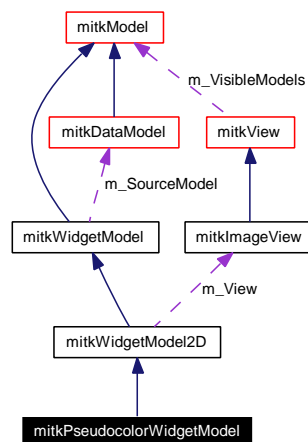 mitkModel
m_VisibleModels
mitkDataModel
mitkView
m_SourceModel
mitkWidgetModel
mitkImageView
m_View
mitkWidgetModel2D
mitkPseudocolorWidgetModel